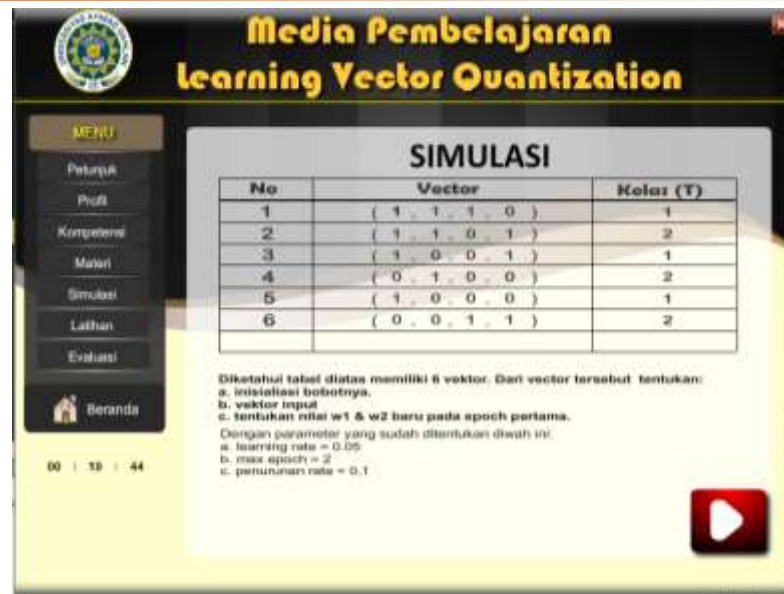 Media Pembelajaran
Learning Vector Quantization
MENU
Petunjuk
Profil
Kompetensi
Materi
Simulasi
Latihan
Evaluasi
Beranda
00 : 10 : 44
SIMULASI
No Vector Kelas (T)
1 ( 1 , 1 , 1 , 0 ) 1
2 ( 1 , 1 , 0 , 1 ) 2
3 ( 1 , 0 , 0 , 1 ) 1
4 ( 0 , 1 , 0 , 0 ) 2
5 ( 1 , 0 , 0 , 0 ) 1
6 ( 0 , 0 , 1 , 1 ) 2
Diketahui tabel diatas memiliki 6 vektor. Dari vector tersebut tentukan:
a. inisialiasi bobotnya.
b. vektor input
c. tentukan nilai w1 & w2 baru pada epoch pertama.
Dengan parameter yang sudah ditentukan diwah ini:
a. learning rate = 0.05
b. max epoch = 2
c. penurunan rate = 0.1